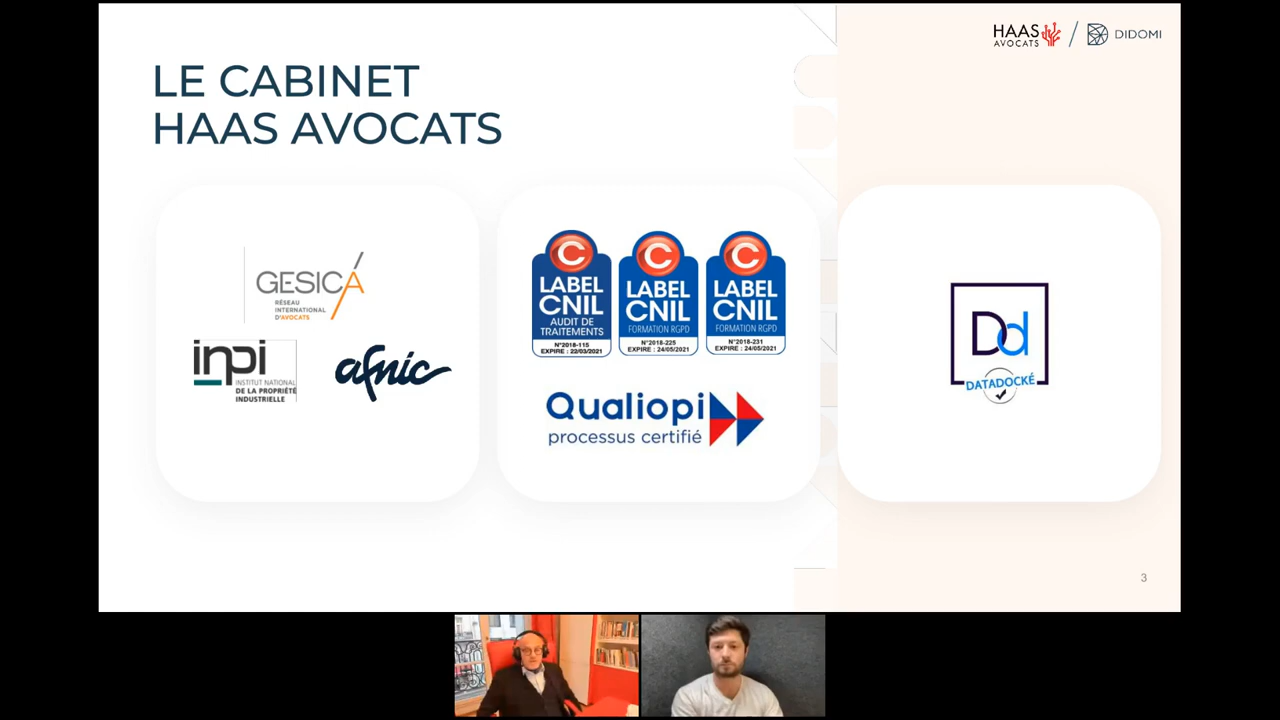 HAAS
AVOCATS
DIDOMI
LE CABINET
HAAS AVOCATS
GESICA
RÉSEAU
INTERNATIONAL
D'AVOCATS
inpi
INSTITUT NATIONAL
DE LA PROPRIÉTÉ
INDUSTRIELLE
afnic
LABEL
CNIL
AUDIT DE
TRAITEMENTS
N°2018-115
EXPIRE : 22/03/2021
LABEL
CNIL
FORMATION RGPD
N°2018-225
EXPIRE : 24/05/2021
LABEL
CNIL
FORMATION RGPD
N°2018-231
EXPIRE : 24/05/2021
Qualiopi
processus certifié
Dd
DATADOCKÉ
3